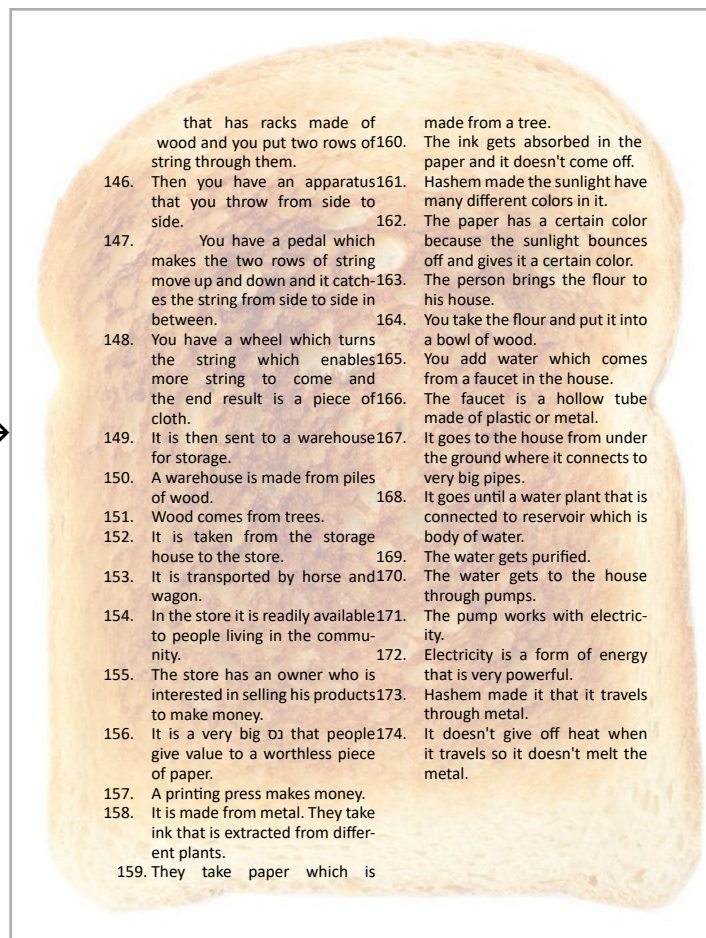 that has racks made of
wood and you put two rows of
string through them.
146. Then you have an apparatus
that you throw from side to
side.
147. You have a pedal which
makes the two rows of string
move up and down and it catch-
es the string from side to side in
between.
148. You have a wheel which turns
the string which enables
more string to come and
the end result is a piece of
cloth.
149. It is then sent to a warehouse
for storage.
150. A warehouse is made from piles
of wood.
151. Wood comes from trees.
152. It is taken from the storage
house to the store.
153. It is transported by horse and
wagon.
154. In the store it is readily available
to people living in the commu-
nity.
155. The store has an owner who is
interested in selling his products
to make money.
156. It is a very big נס that people
give value to a worthless piece
of paper.
157. A printing press makes money.
158. It is made from metal. They take
ink that is extracted from differ-
ent plants.
159. They take paper which is
made from a tree.
160. The ink gets absorbed in the
paper and it doesn't come off.
161. Hashem made the sunlight have
many different colors in it.
162. The paper has a certain color
because the sunlight bounces
off and gives it a certain color.
163. The person brings the flour to
his house.
164. You take the flour and put it into
a bowl of wood.
165. You add water which comes
from a faucet in the house.
166. The faucet is a hollow tube
made of plastic or metal.
167. It goes to the house from under
the ground where it connects to
very big pipes.
168. It goes until a water plant that is
connected to reservoir which is
body of water.
169. The water gets purified.
170. The water gets to the house
through pumps.
171. The pump works with electric-
ity.
172. Electricity is a form of energy
that is very powerful.
173. Hashem made it that it travels
through metal.
174. It doesn't give off heat when
it travels so it doesn't melt the
metal.